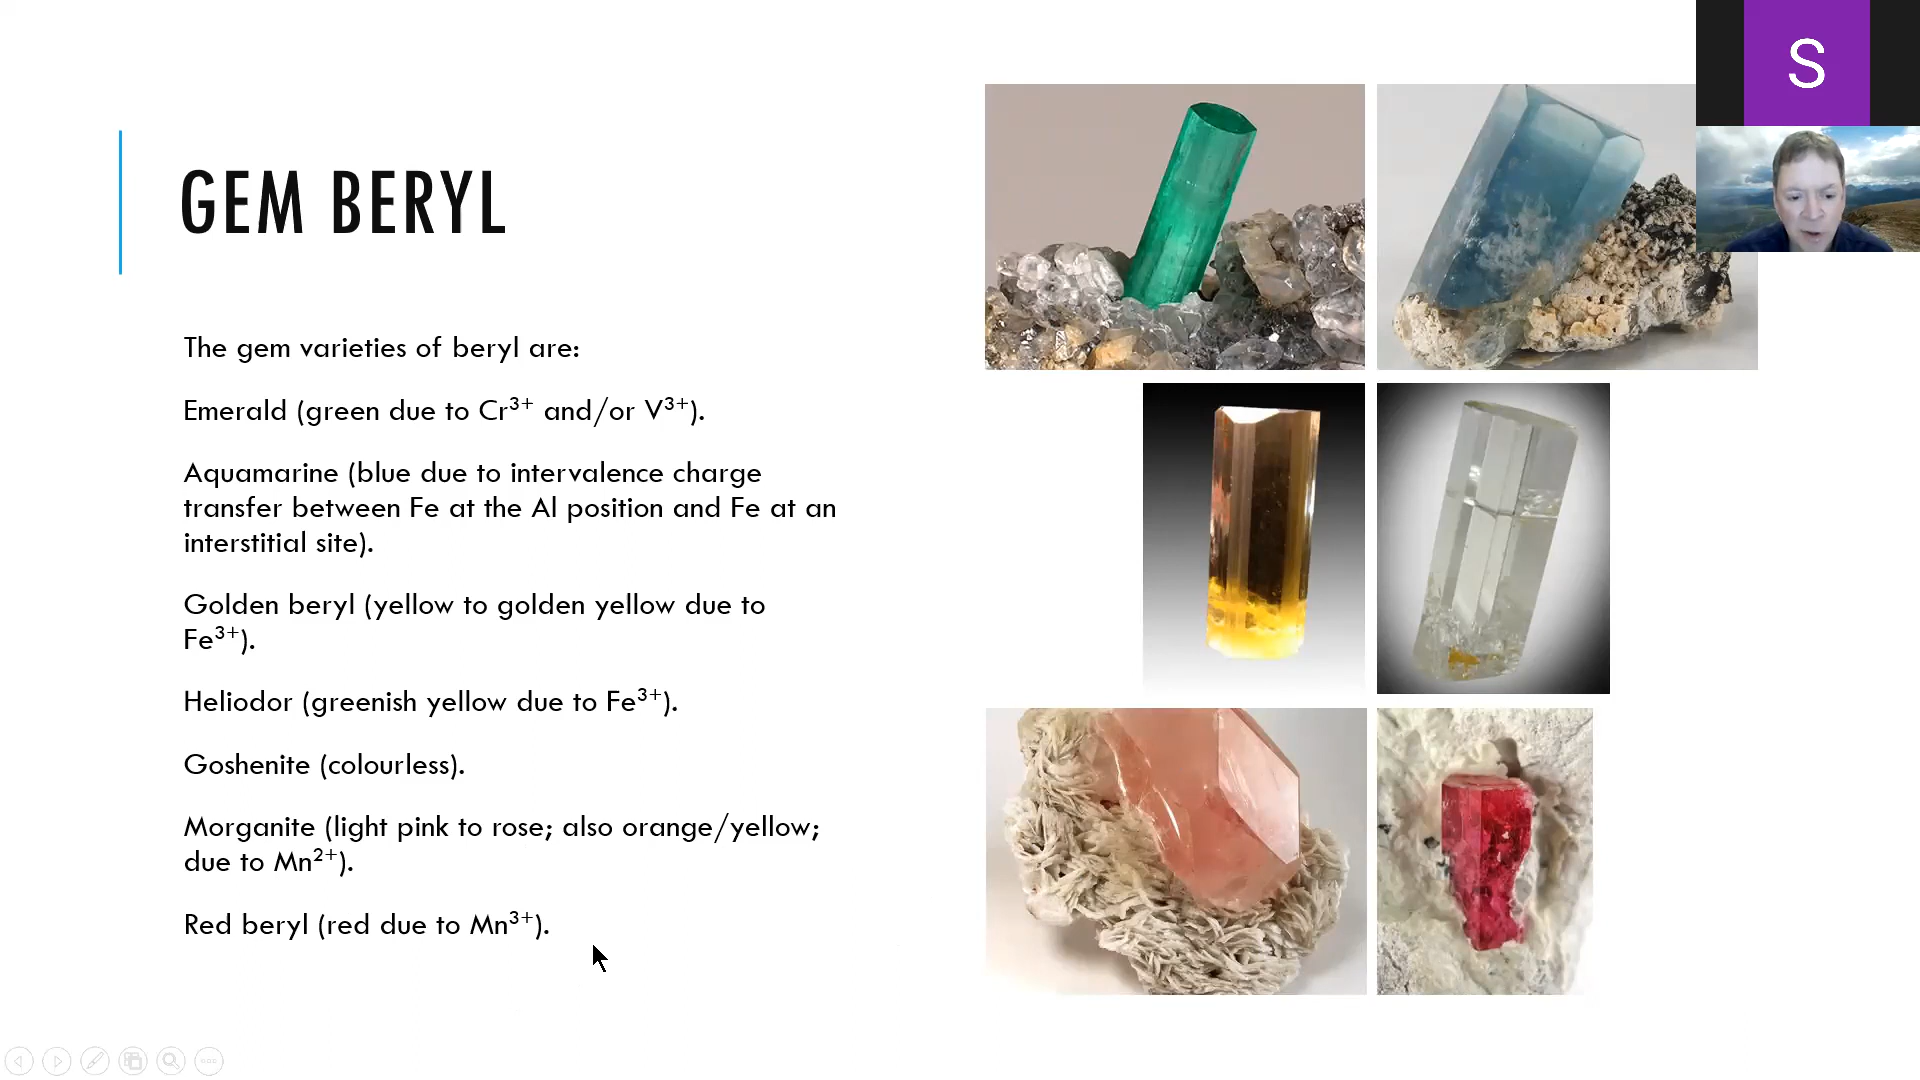 S
GEM BERYL
The gem varieties of beryl are:
Emerald (green due to Cr³⁺ and/or V³⁺).
Aquamarine (blue due to intervalence charge
transfer between Fe at the Al position and Fe at an
interstitial site).
Golden beryl (yellow to golden yellow due to
Fe³⁺).
Heliodor (greenish yellow due to Fe³⁺).
Goshenite (colourless).
Morganite (light pink to rose; also orange/yellow;
due to Mn²⁺).
Red beryl (red due to Mn³⁺).